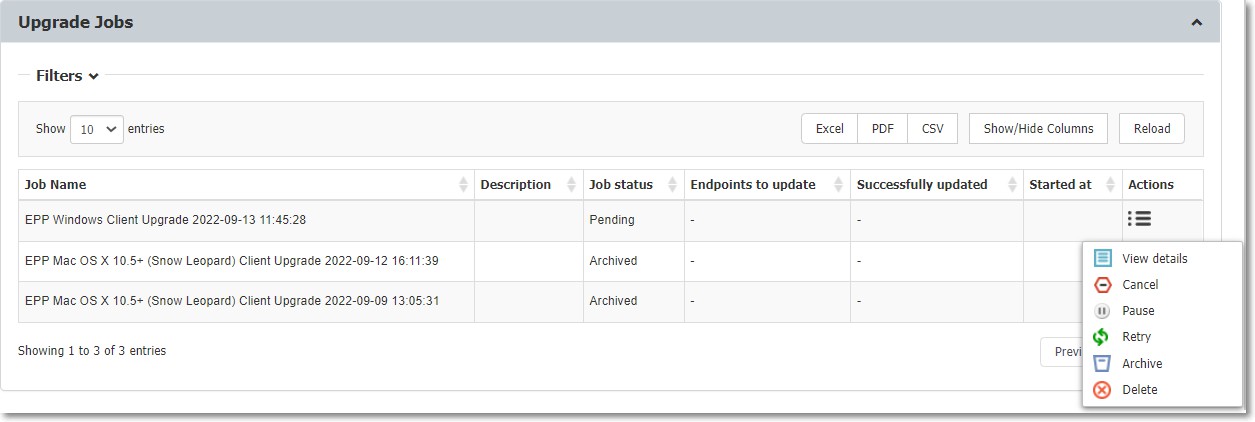 Upgrade Jobs
Filters
Show 10 entries Excel PDF CSV Show/Hide Columns Reload
Job Name Description Job status Endpoints to update Successfully updated Started at Actions
EPP Windows Client Upgrade 2022-09-13 11:45:28 Pending - -
EPP Mac OS X 10.5+ (Snow Leopard) Client Upgrade 2022-09-12 16:11:39 Archived - -
EPP Mac OS X 10.5+ (Snow Leopard) Client Upgrade 2022-09-09 13:05:31 Archived - -
Showing 1 to 3 of 3 entries Previ
View details
Cancel
Pause
Retry
Archive
Delete